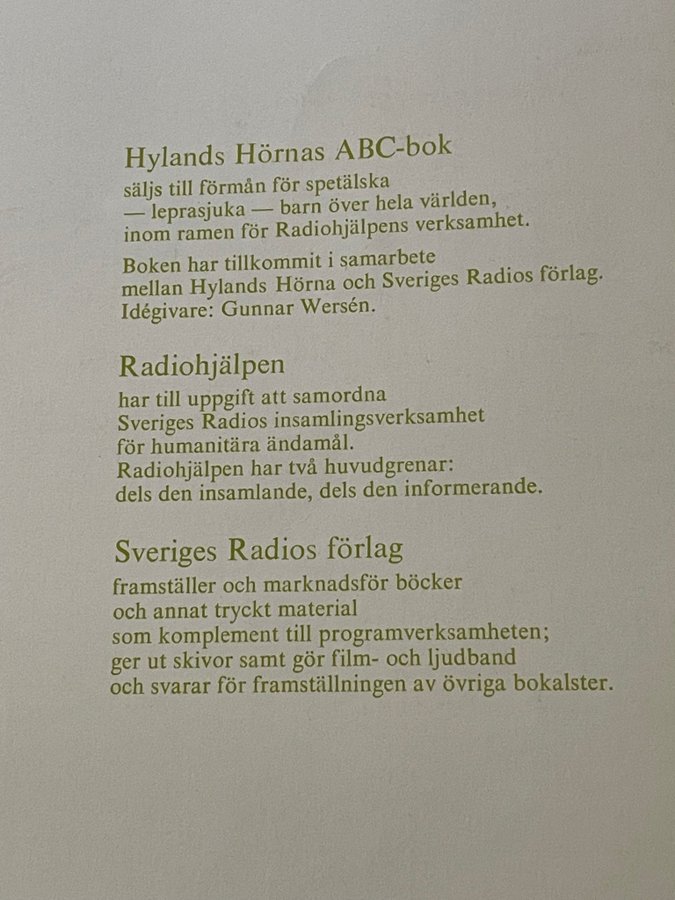 Hylands Hörnas ABC-bok
säljs till förmån för spetälska
— leprasjuka — barn över hela världen,
inom ramen för Radiohjälpens verksamhet.
Boken har tillkommit i samarbete
mellan Hylands Hörna och Sveriges Radios förlag.
Idégivare: Gunnar Wersén.
Radiohjälpen
har till uppgift att samordna
Sveriges Radios insamlingsverksamhet
för humanitära ändamål.
Radiohjälpen har två huvudgrenar:
dels den insamlande, dels den informerande.
Sveriges Radios förlag
framställer och marknadsför böcker
och annat tryckt material
som komplement till programverksamheten;
ger ut skivor samt gör film- och ljudband
och svarar för framställningen av övriga bokalster.